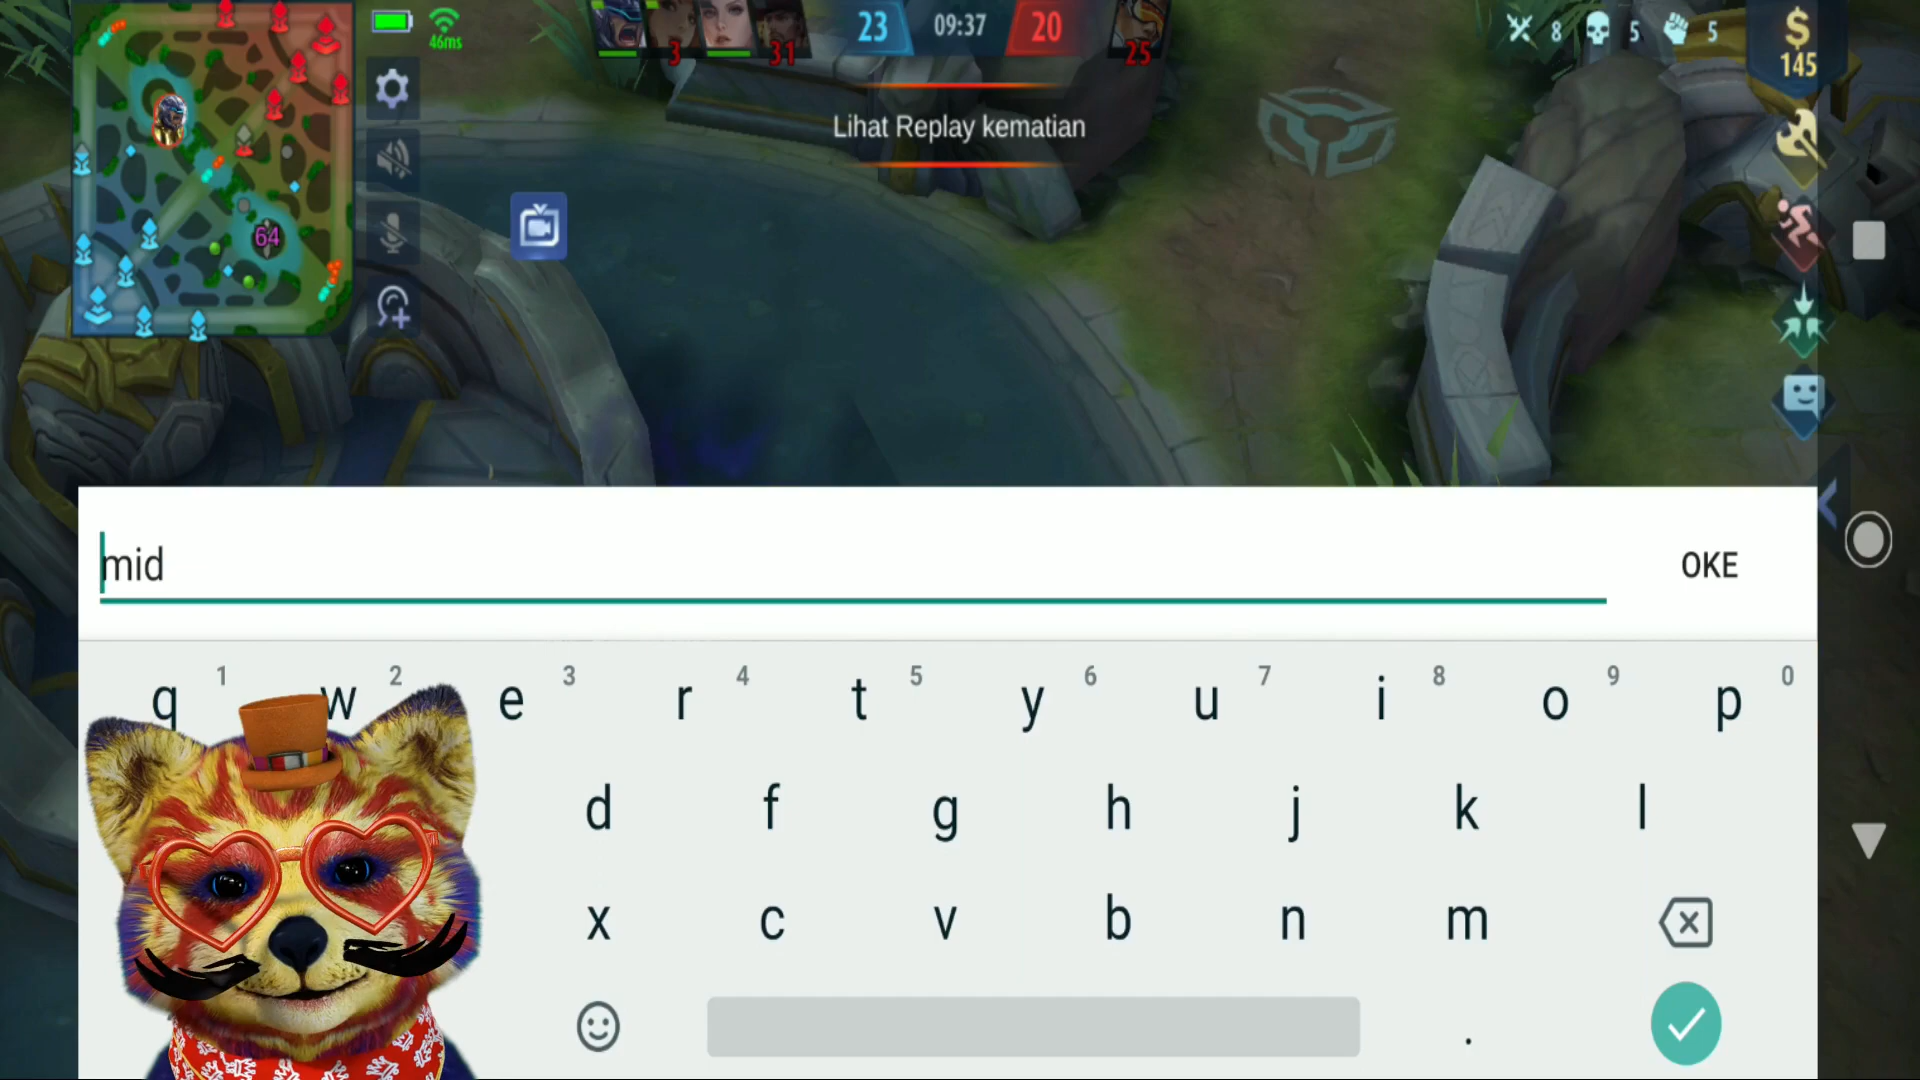 46ms
3
31
23
09:37
20
25
8
5
5
$
145
Lihat Replay kematian
64
mid
OKE
1 2 3 4 5 6 7 8 9 0
q w e r t y u i o p
d f g h j k l
x c v b n m
.